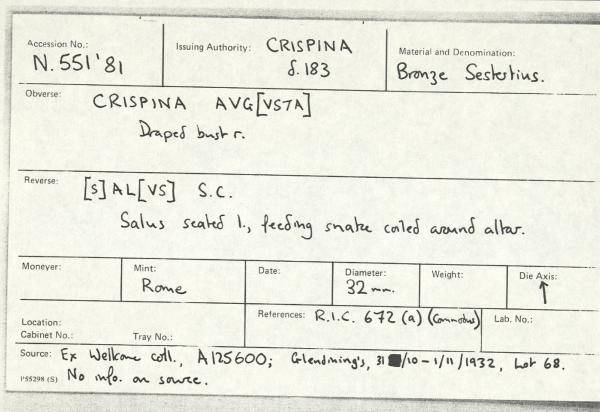 Accession No.: N. 551'81
Issuing Authority: CRISPINA
d. 183
Material and Denomination: Bronze Sestertius.
Obverse: CRISPINA AVG[VSTA]
Draped bust r.
Reverse: [S]AL[VS] S.C.
Salus seated l., feeding snake coiled around altar.
Moneyer:
Mint: Rome
Date:
Diameter: 32 mm.
Weight:
Die Axis: ↑
Location:
Cabinet No.: Tray No.:
References: R.I.C. 672 (a) (Commodus)
Lab. No.:
Source: Ex Wellcome coll., A125600; Glendining's, 31/10 - 1/11/1932, Lot 68.
P55298 (S) No info. on source.